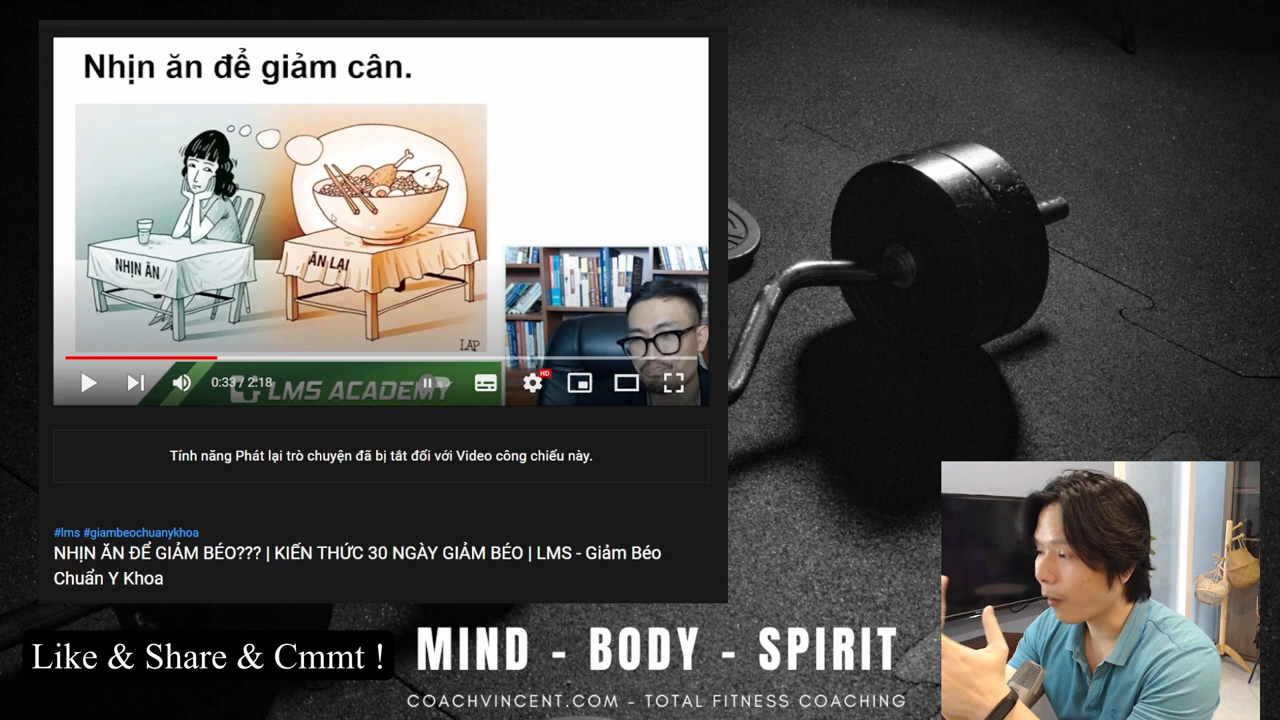 Nhịn ăn để giảm cân.
NHỊN ĂN
ĂN LẠI
LAP
0:33 / 2:18
HD
LMS ACADEMY
Tính năng Phát lại trò chuyện đã bị tắt đối với Video công chiếu này.
#lms #giambeochuanykhoa
NHỊN ĂN ĐỂ GIẢM BÉO??? | KIẾN THỨC 30 NGÀY GIẢM BÉO | LMS - Giảm Béo
Chuẩn Y Khoa
Like & Share & Cmmt !
MIND - BODY - SPIRIT
COACHVINCENT.COM - TOTAL FITNESS COACHING